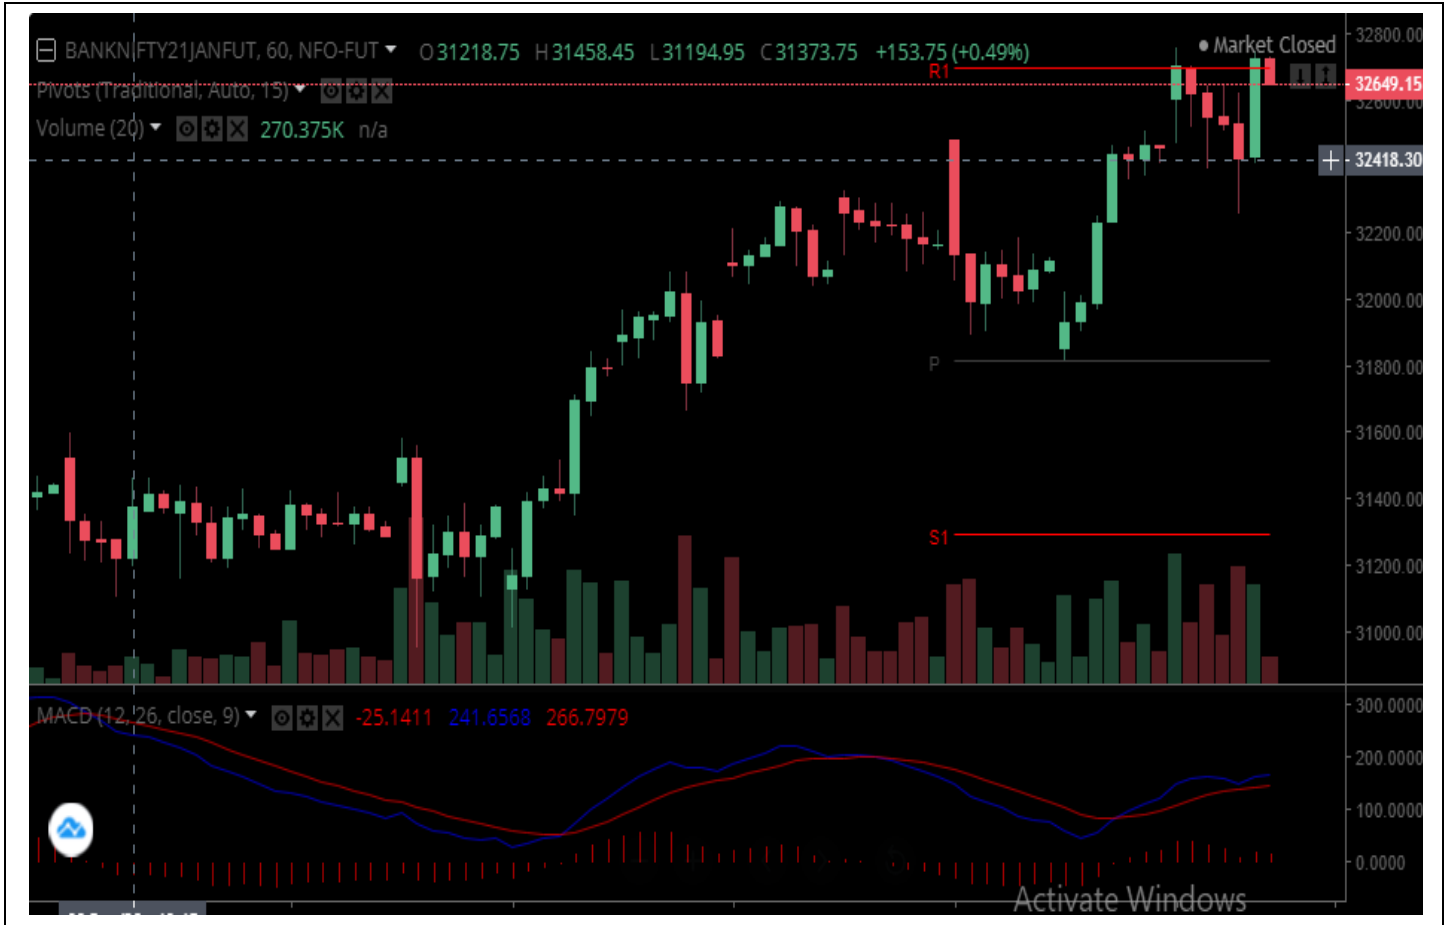 BANKNIFTY21JANFUT, 60, NFO-FUT O31218.75 H31458.45 L31194.95 C31373.75 +153.75 (+0.49%)
Market Closed
Pivots (Traditional, Auto, 15)
Volume (20) 270.375K n/a
R1
P
S1
32800.00
32649.15
32600.00
32418.30
32200.00
32000.00
31800.00
31600.00
31400.00
31200.00
31000.00
MACD (12, 26, close, 9) -25.1411 241.6568 266.7979
300.0000
200.0000
100.0000
0.0000
Activate Windows